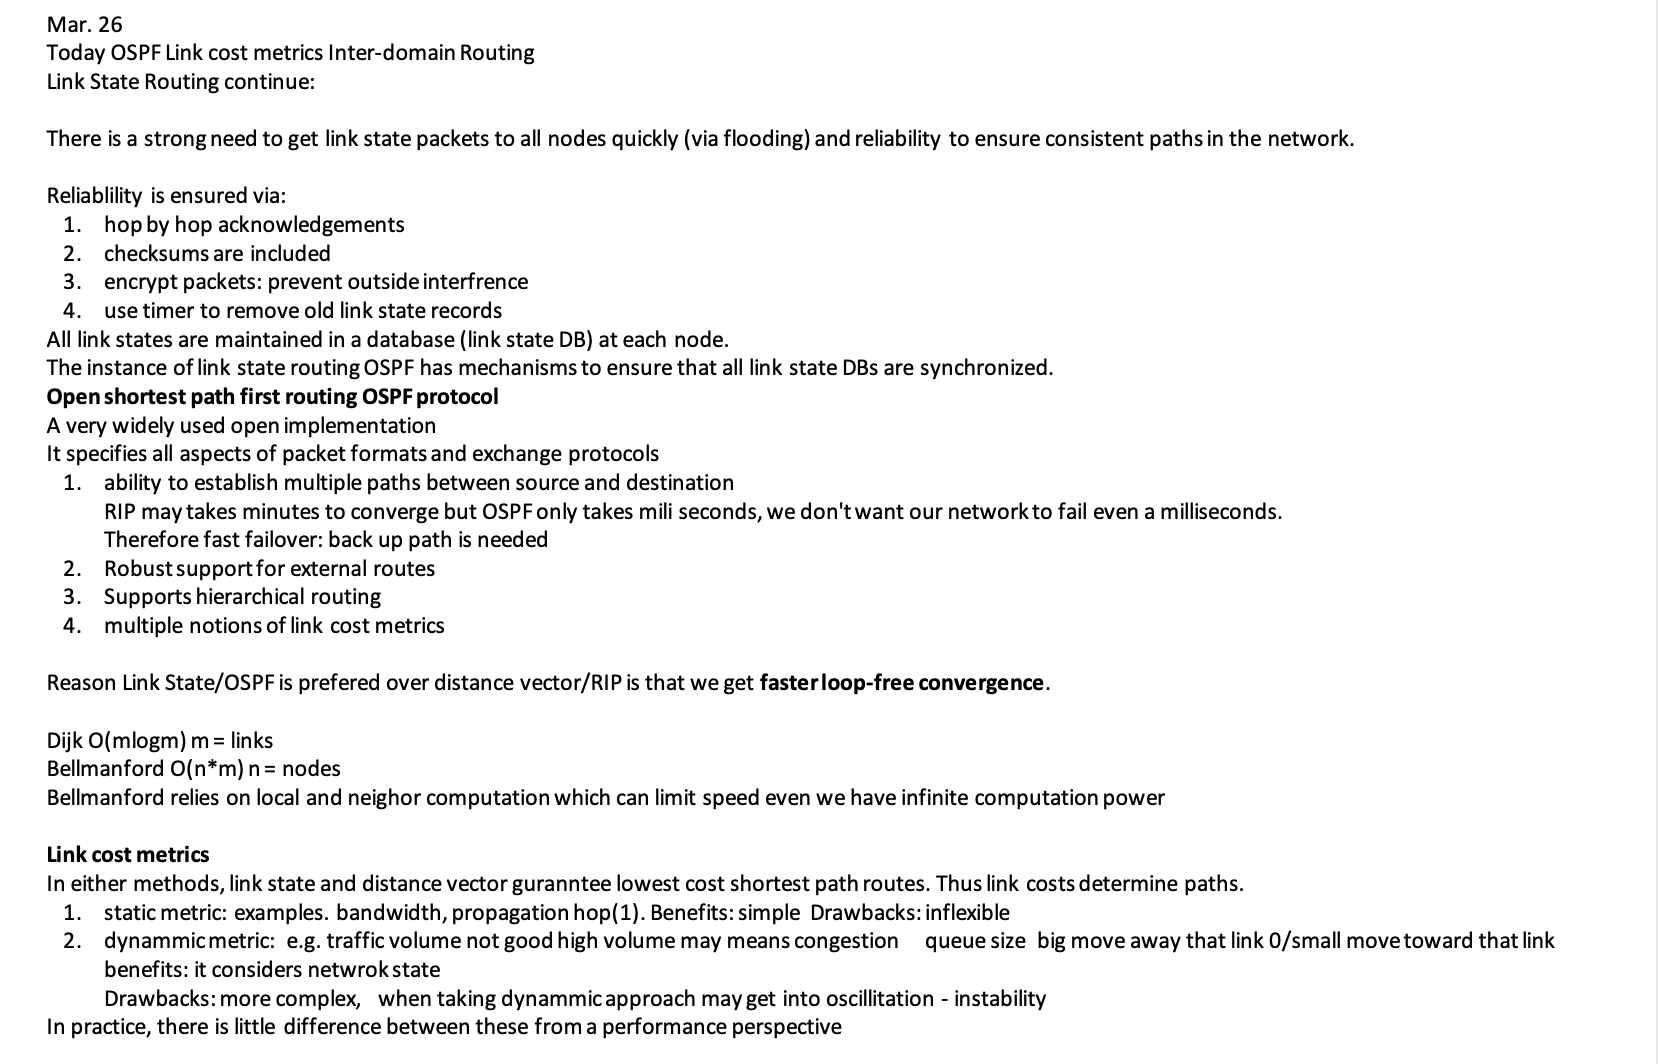 Mar. 26
Today OSPF Link cost metrics Inter-domain Routing
Link State Routing continue:
There is a strong need to get link state packets to all nodes quickly (via flooding) and reliability to ensure consistent paths in the network.
Reliablility is ensured via:
1. hop by hop acknowledgements
2. checksums are included
3. encrypt packets: prevent outside interfrence
4. use timer to remove old link state records
All link states are maintained in a database (link state DB) at each node.
The instance of link state routing OSPF has mechanisms to ensure that all link state DBs are synchronized.
Open shortest path first routing OSPF protocol
A very widely used open implementation
It specifies all aspects of packet formats and exchange protocols
1. ability to establish multiple paths between source and destination
RIP may takes minutes to converge but OSPF only takes mili seconds, we don't want our network to fail even a milliseconds.
Therefore fast failover: back up path is needed
2. Robust support for external routes
3. Supports hierarchical routing
4. multiple notions of link cost metrics
Reason Link State/OSPF is prefered over distance vector/RIP is that we get faster loop-free convergence.
Dijk O(mlogm) m = links
Bellmanford O(n*m) n = nodes
Bellmanford relies on local and neighor computation which can limit speed even we have infinite computation power
Link cost metrics
In either methods, link state and distance vector guranntee lowest cost shortest path routes. Thus link costs determine paths.
1. static metric: examples. bandwidth, propagation hop(1). Benefits: simple Drawbacks: inflexible
2. dynammic metric: e.g. traffic volume not good high volume may means congestion queue size big move away that link 0/small move toward that link
benefits: it considers netwrok state
Drawbacks: more complex, when taking dynammic approach may get into oscillitation - instability
In practice, there is little difference between these from a performance perspective